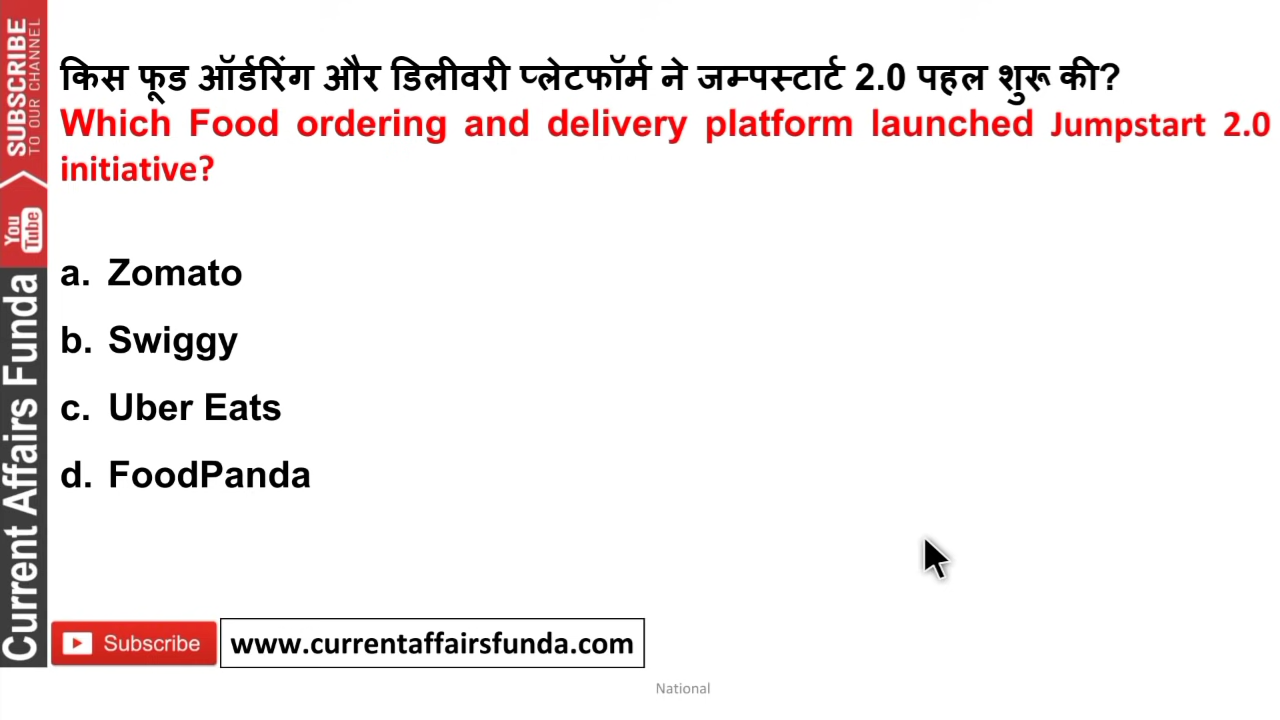 किस फूड ऑर्डरिंग और डिलीवरी प्लेटफॉर्म ने जम्पस्टार्ट 2.0 पहल शुरू की?
Which Food ordering and delivery platform launched Jumpstart 2.0
initiative?
a. Zomato
b. Swiggy
c. Uber Eats
d. FoodPanda
SUBSCRIBE
TO OUR CHANNEL
You
Tube
Current Affairs Funda
Subscribe
www.currentaffairsfunda.com
National